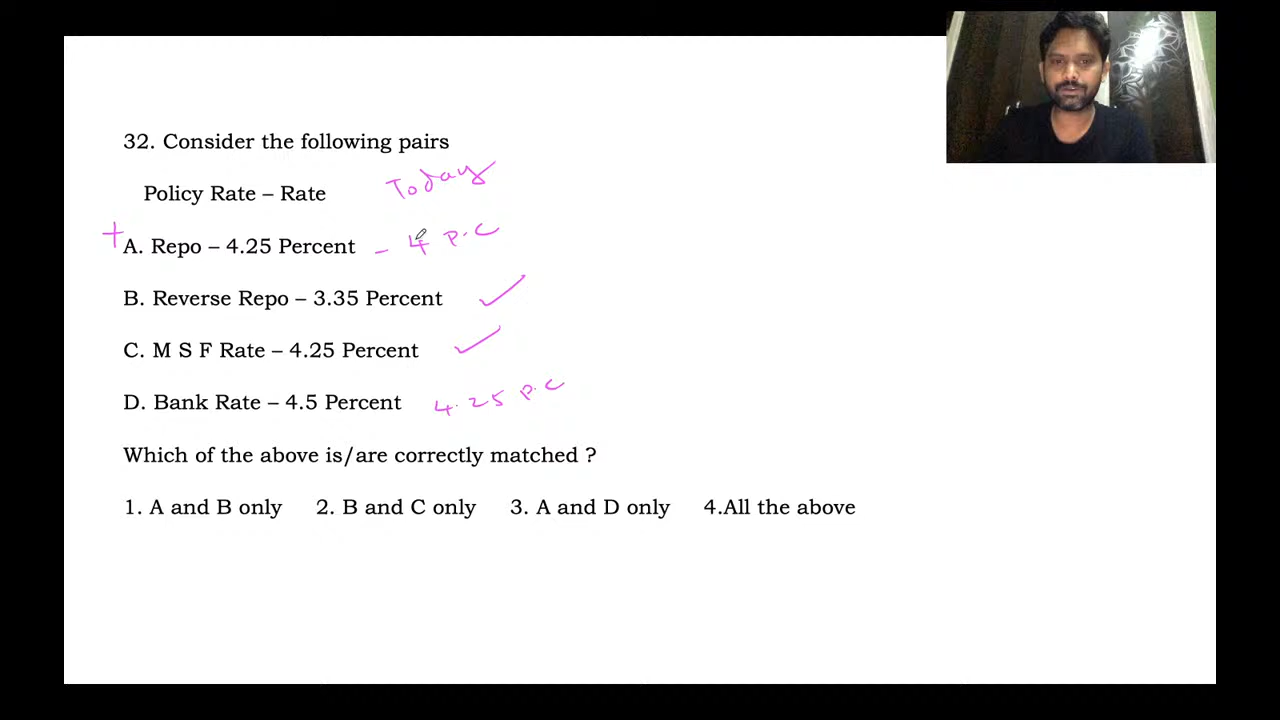 32. Consider the following pairs
Policy Rate – Rate Today
A. Repo – 4.25 Percent – 4 P.C
B. Reverse Repo – 3.35 Percent
C. M S F Rate – 4.25 Percent
D. Bank Rate – 4.5 Percent 4.25 P.C
Which of the above is/are correctly matched ?
1. A and B only 2. B and C only 3. A and D only 4.All the above